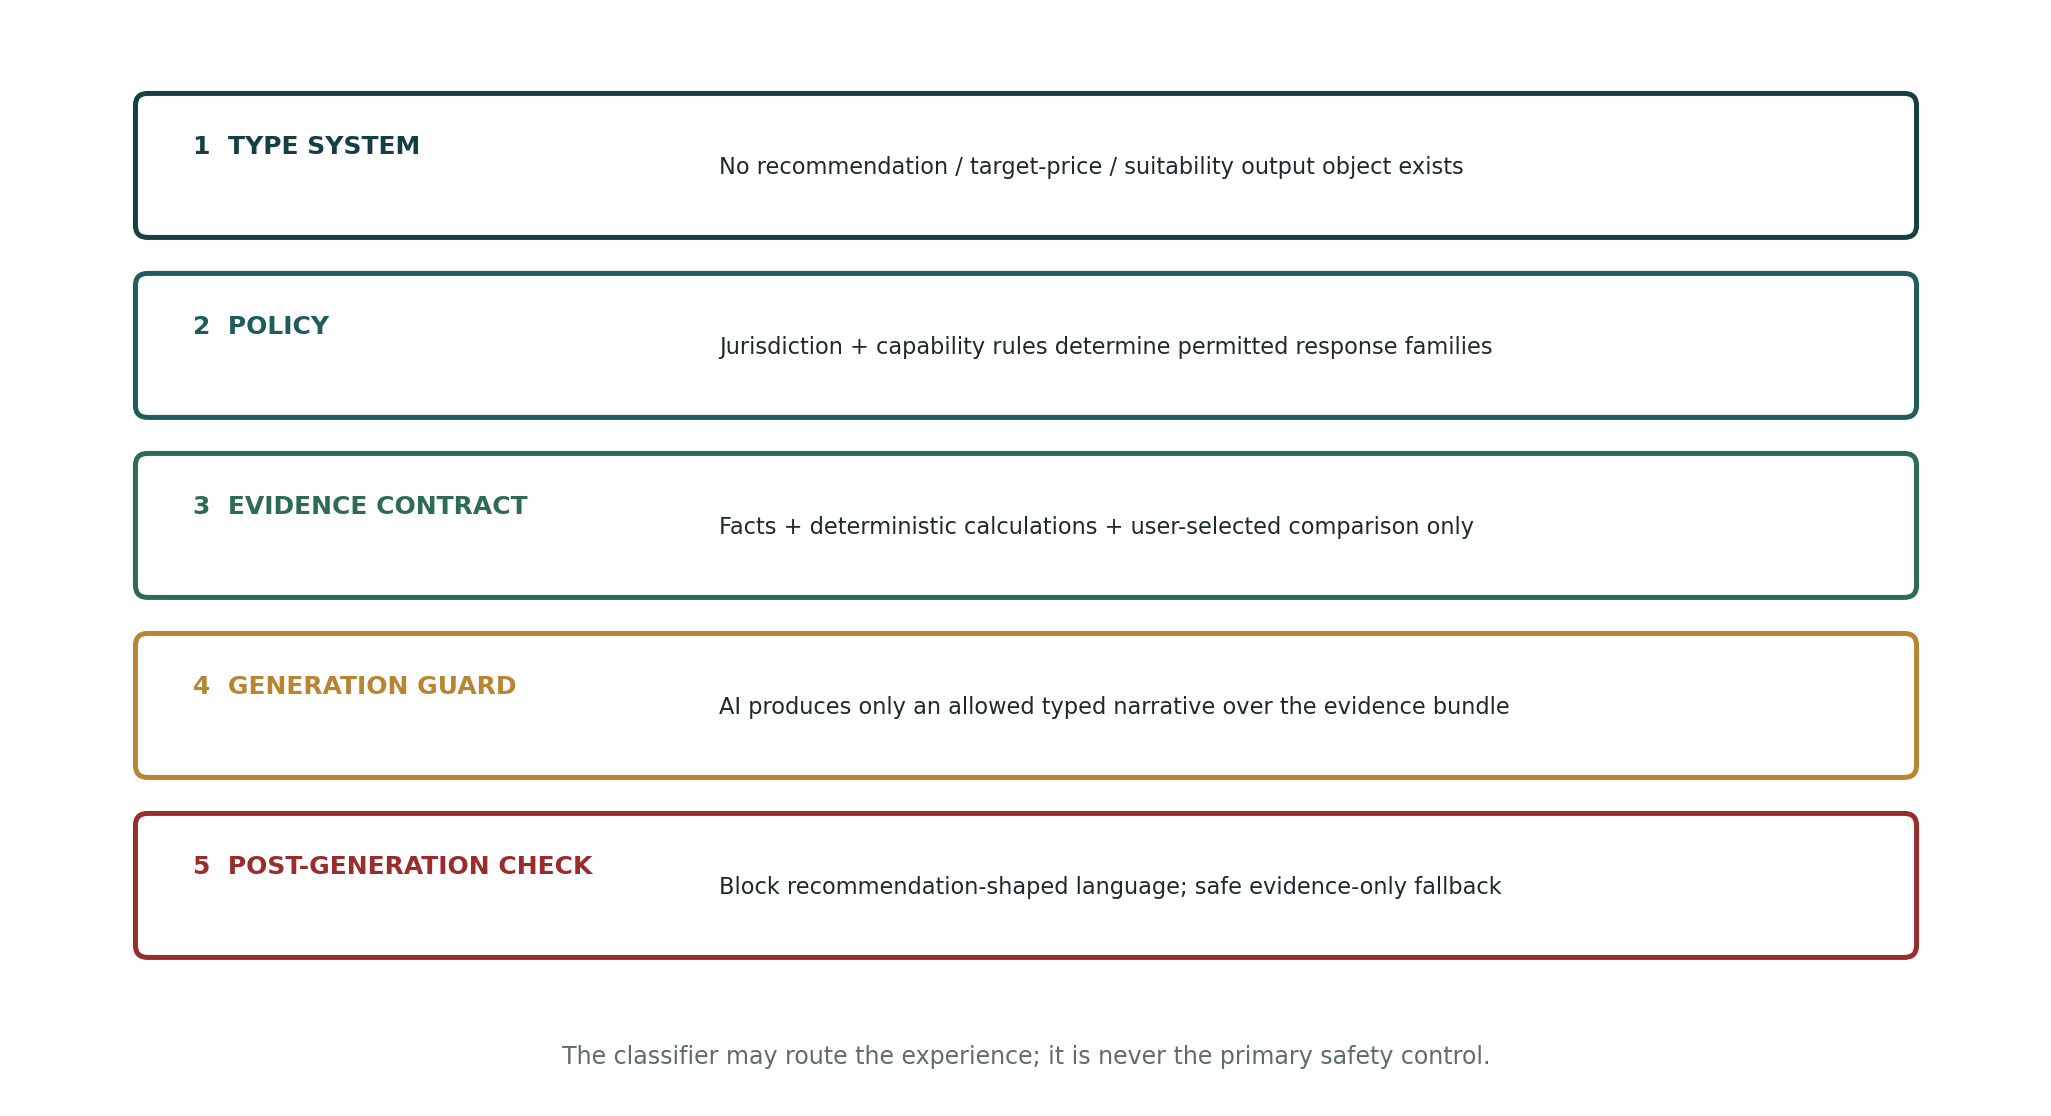 1 TYPE SYSTEM
No recommendation / target-price / suitability output object exists
2 POLICY
Jurisdiction + capability rules determine permitted response families
3 EVIDENCE CONTRACT
Facts + deterministic calculations + user-selected comparison only
4 GENERATION GUARD
AI produces only an allowed typed narrative over the evidence bundle
5 POST-GENERATION CHECK
Block recommendation-shaped language; safe evidence-only fallback
The classifier may route the experience; it is never the primary safety control.